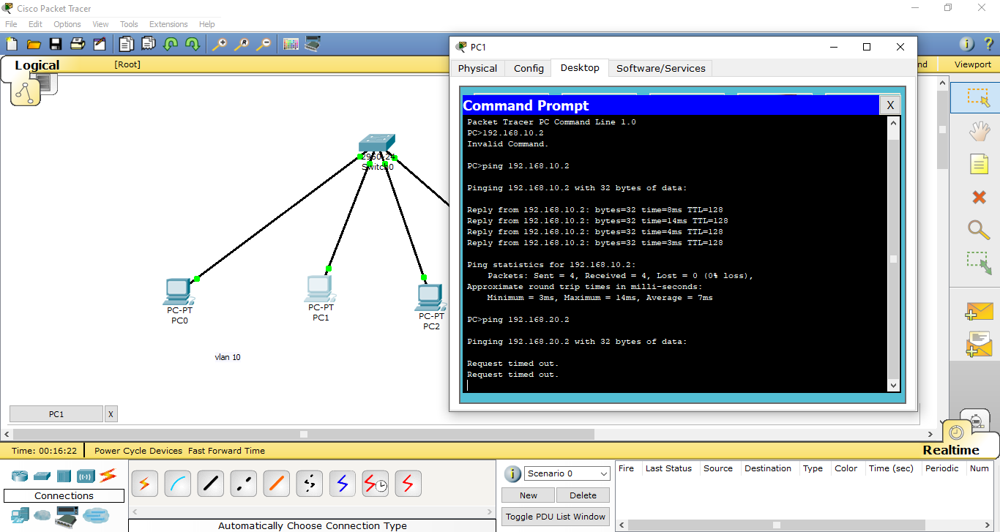 Cisco Packet Tracer
File Edit Options View Tools Extensions Help
Logical
[Root]
nd
Viewport
2960-24
Switch0
PC-PT
PC0
PC-PT
PC1
PC-PT
PC2
vlan 10
PC1
Physical Config Desktop Software/Services
Command Prompt
X
Packet Tracer PC Command Line 1.0
PC>192.168.10.2
Invalid Command.
PC>ping 192.168.10.2
Pinging 192.168.10.2 with 32 bytes of data:
Reply from 192.168.10.2: bytes=32 time=8ms TTL=128
Reply from 192.168.10.2: bytes=32 time=14ms TTL=128
Reply from 192.168.10.2: bytes=32 time=4ms TTL=128
Reply from 192.168.10.2: bytes=32 time=3ms TTL=128
Ping statistics for 192.168.10.2:
Packets: Sent = 4, Received = 4, Lost = 0 (0% loss),
Approximate round trip times in milli-seconds:
Minimum = 3ms, Maximum = 14ms, Average = 7ms
PC>ping 192.168.20.2
Pinging 192.168.20.2 with 32 bytes of data:
Request timed out.
Request timed out.
PC1 X
Time: 00:16:22 Power Cycle Devices Fast Forward Time
Realtime
Connections
Automatically Choose Connection Type
Scenario 0
New Delete
Toggle PDU List Window
Fire Last Status Source Destination Type Color Time (sec) Periodic Num